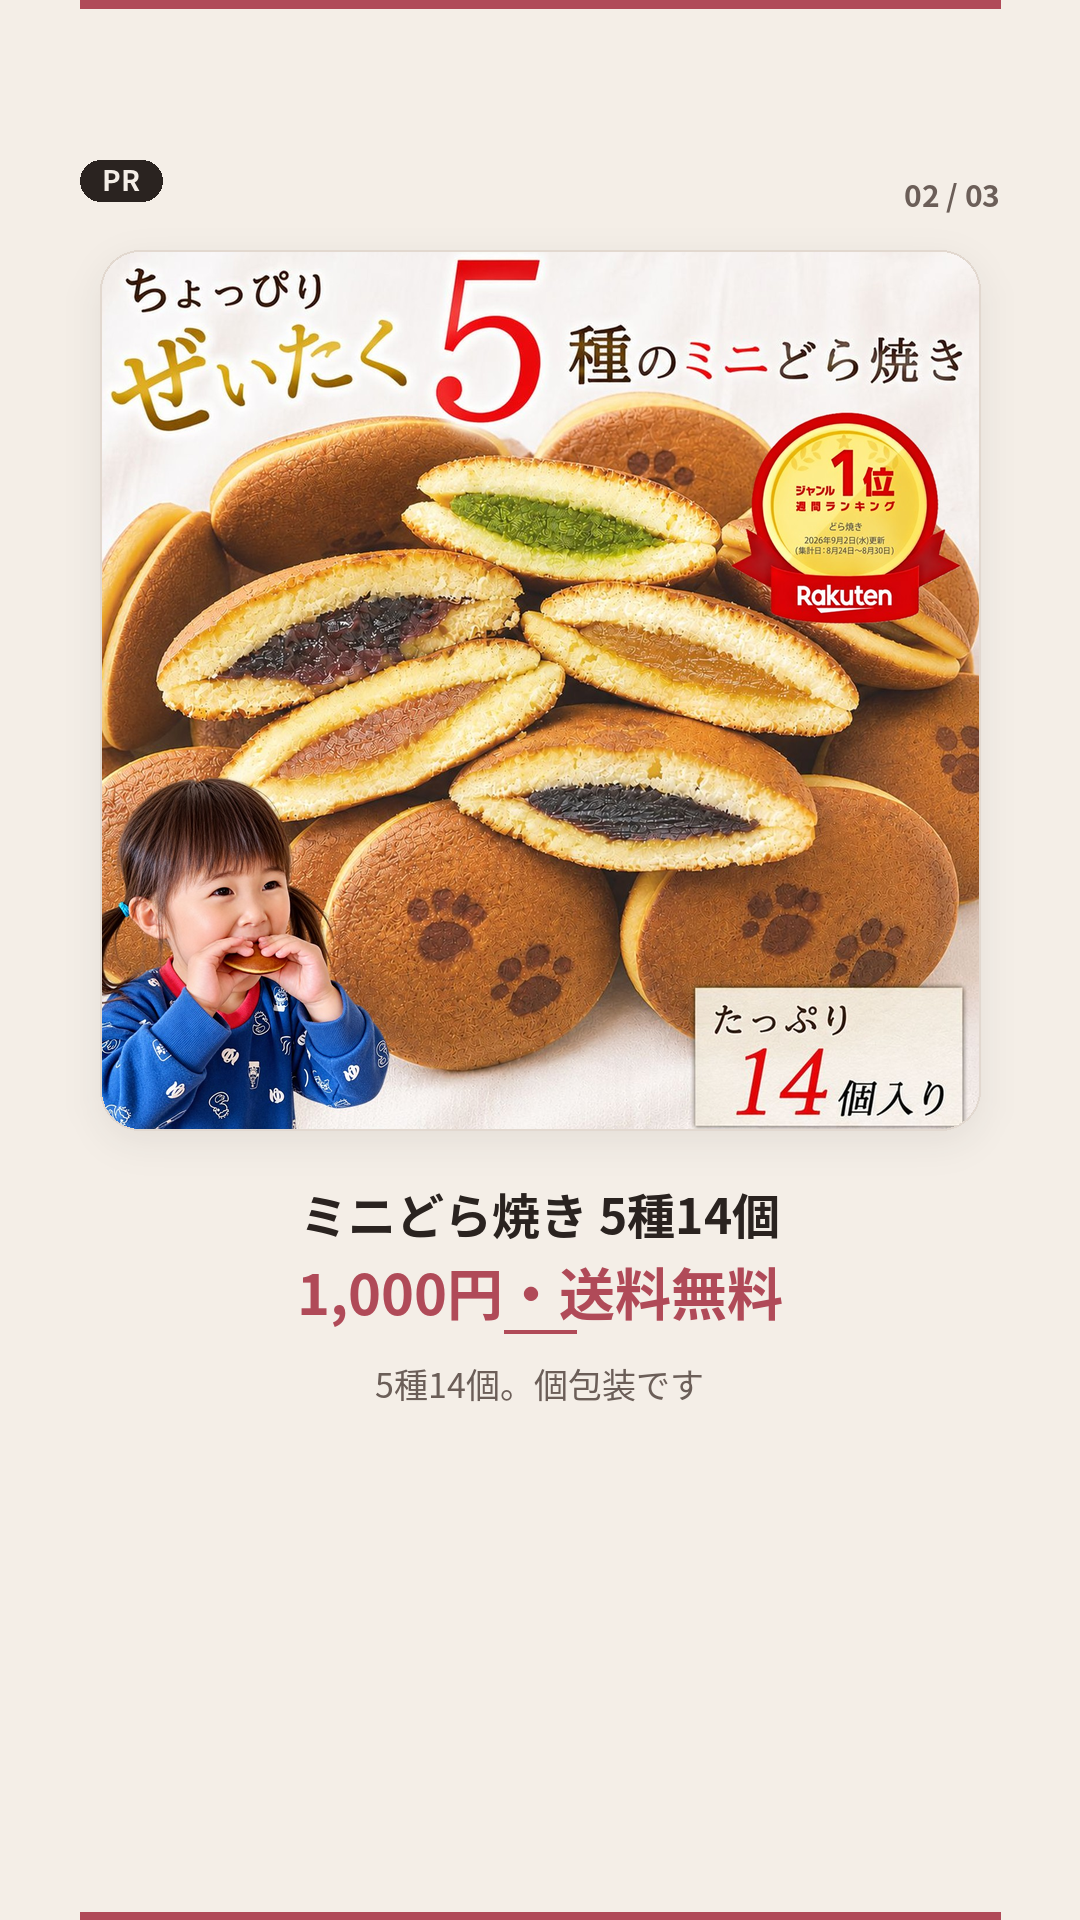 PR
02 / 03
ちょっぴり
ぜいたく5種のミニどら焼き
ジャンル1位
週間ランキング
どら焼き
2026年9月2日(水)更新
(集計日:8月24日～8月30日)
Rakuten
たっぷり
14個入り
ミニどら焼き 5種14個
1,000円・送料無料
5種14個。個包装です